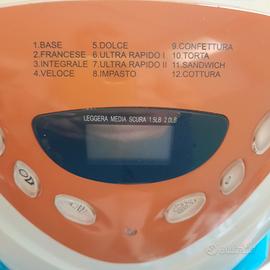 1.BASE 5.DOLCE 9.CONFETTURA
2.FRANCESE 6.ULTRA RAPIDO I 10.TORTA
3.INTEGRALE 7.ULTRA RAPIDO II 11.SANDWICH
4.VELOCE 8.IMPASTO 12.COTTURA
LEGGERA MEDIA SCURA 1.5LB 2.0LB